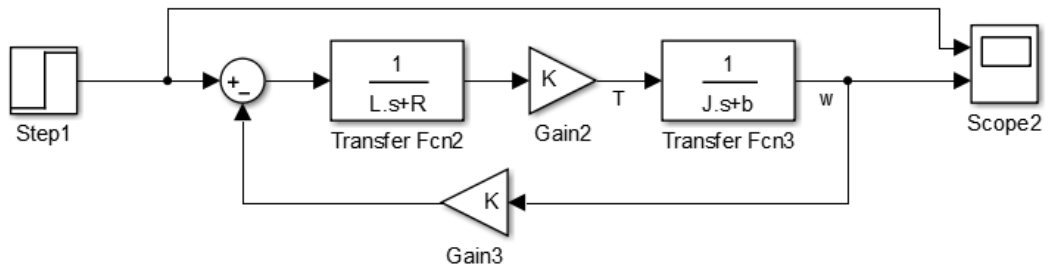 Step1
+
−
1
L.s+R
Transfer Fcn2
K
Gain2
T
1
J.s+b
Transfer Fcn3
w
Scope2
K
Gain3